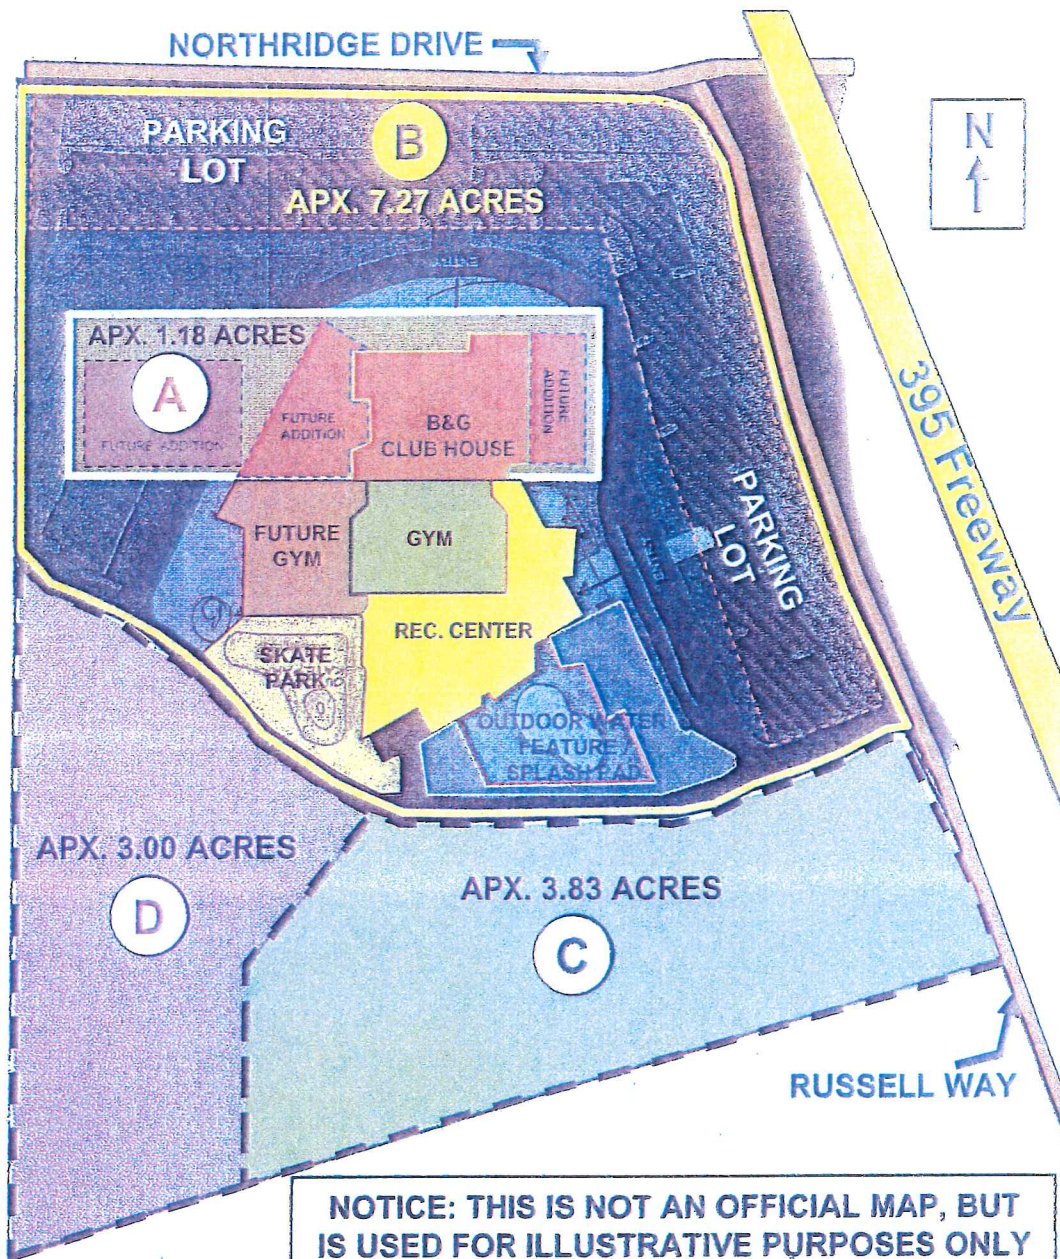 NORTHRIDGE DRIVE
N
PARKING
LOT
B
APX. 7.27 ACRES
APX. 1.18 ACRES
A
FUTURE ADDITION
FUTURE
ADDITION
B&G
CLUB HOUSE
FUTURE
ADDITION
395 Freeway
FUTURE
GYM
GYM
PARKING
LOT
REC. CENTER
SKATE
PARK
OUTDOOR WATER
FEATURE /
SPLASH PAD
APX. 3.00 ACRES
D
APX. 3.83 ACRES
C
RUSSELL WAY
NOTICE: THIS IS NOT AN OFFICIAL MAP, BUT
IS USED FOR ILLUSTRATIVE PURPOSES ONLY